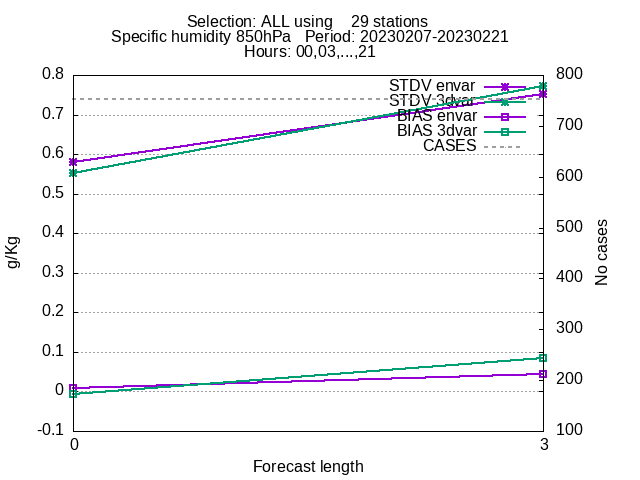 Selection: ALL using    29 stations
Specific humidity 850hPa   Period: 20230207-20230221
Hours: 00,03,...,21
STDV envar
STDV 3dvar
BIAS envar
BIAS 3dvar
CASES
0.8
0.7
0.6
0.5
0.4
0.3
0.2
0.1
0
-0.1
g/Kg
800
700
600
500
400
300
200
100
No cases
0 3
Forecast length